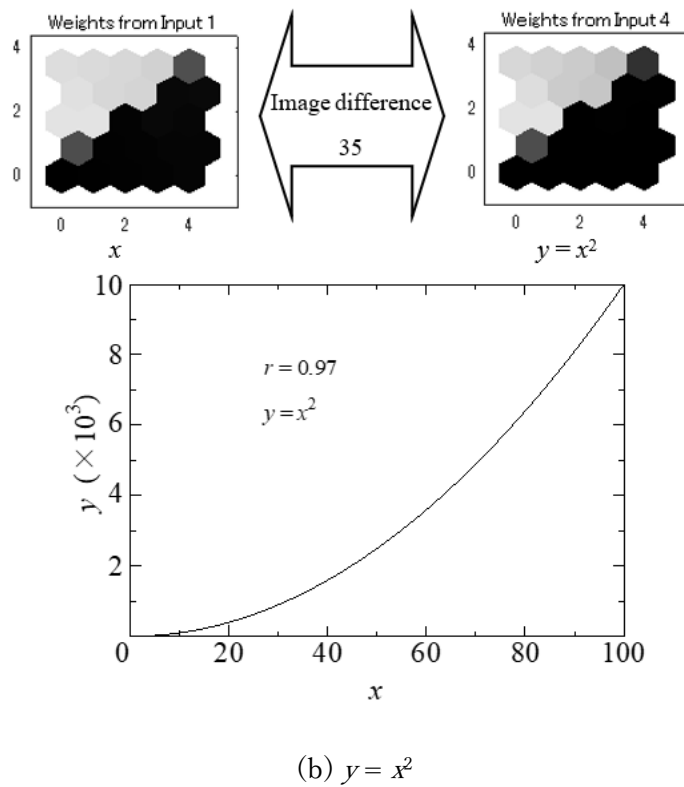 Weights from Input 1
Weights from Input 4
4
2
0
0 2 4
x
Image difference
35
4
2
0
0 2 4
y = x²
10
8
6
4
2
0 20 40 60 80 100
y (×10³)
r = 0.97
y = x²
x
(b) y = x²